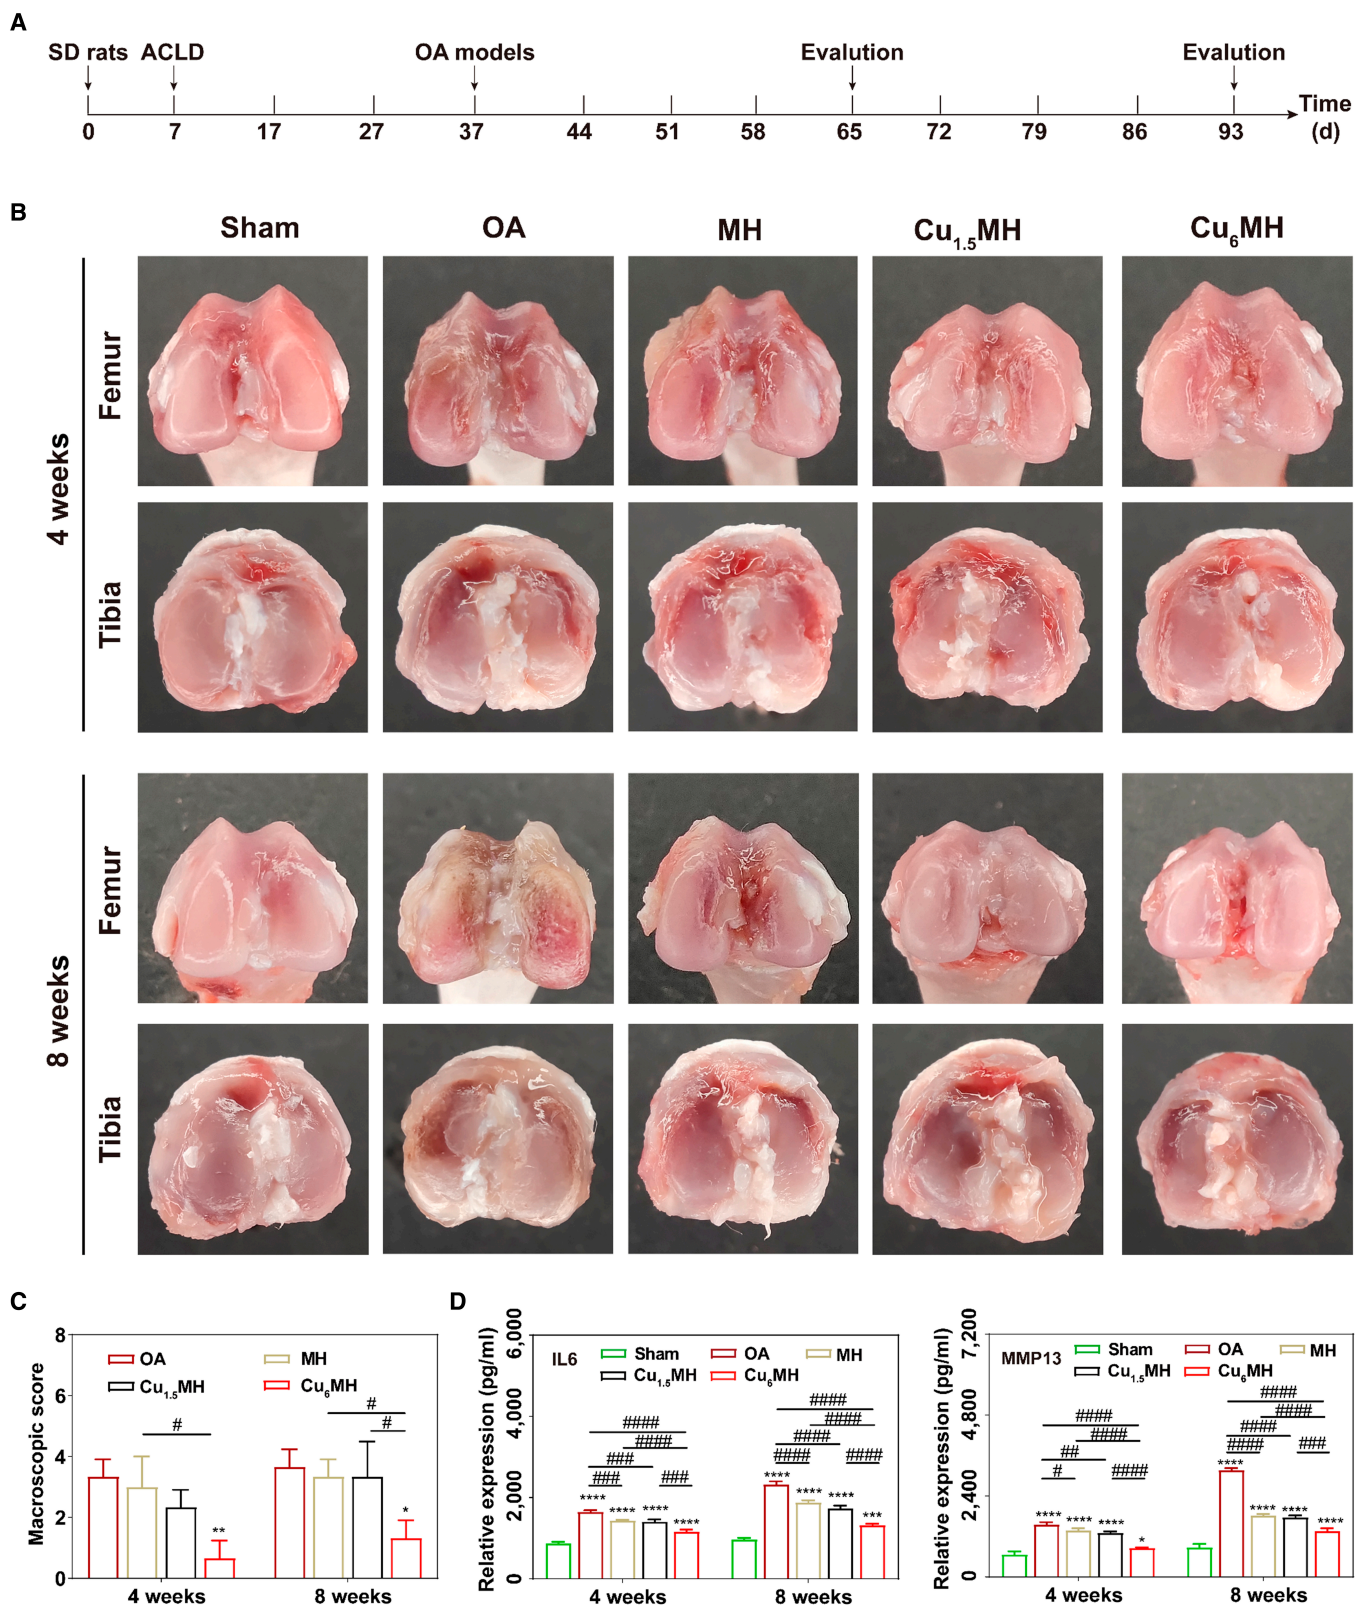 A
SD rats ACLD OA models Evalution Evalution
0 7 17 27 37 44 51 58 65 72 79 86 93
Time
(d)
B
Sham OA MH Cu1.5MH Cu6MH
4 weeks
Femur
Tibia
8 weeks
Femur
Tibia
C
Macroscopic score
8
6
4
2
0
OA MH
Cu1.5MH Cu6MH
#
#
#
**
*
4 weeks 8 weeks
D
Relative expression (pg/ml)
6,000
4,000
2,000
0
IL6
Sham OA MH
Cu1.5MH Cu6MH
####
####
###
### ###
**** **** **** ****
####
####
####
#### ####
**** **** **** ***
4 weeks 8 weeks
Relative expression (pg/ml)
7,200
4,800
2,400
0
MMP13
Sham OA MH
Cu1.5MH Cu6MH
####
####
##
# ####
**** **** **** *
####
####
####
#### ###
**** **** **** ****
4 weeks 8 weeks